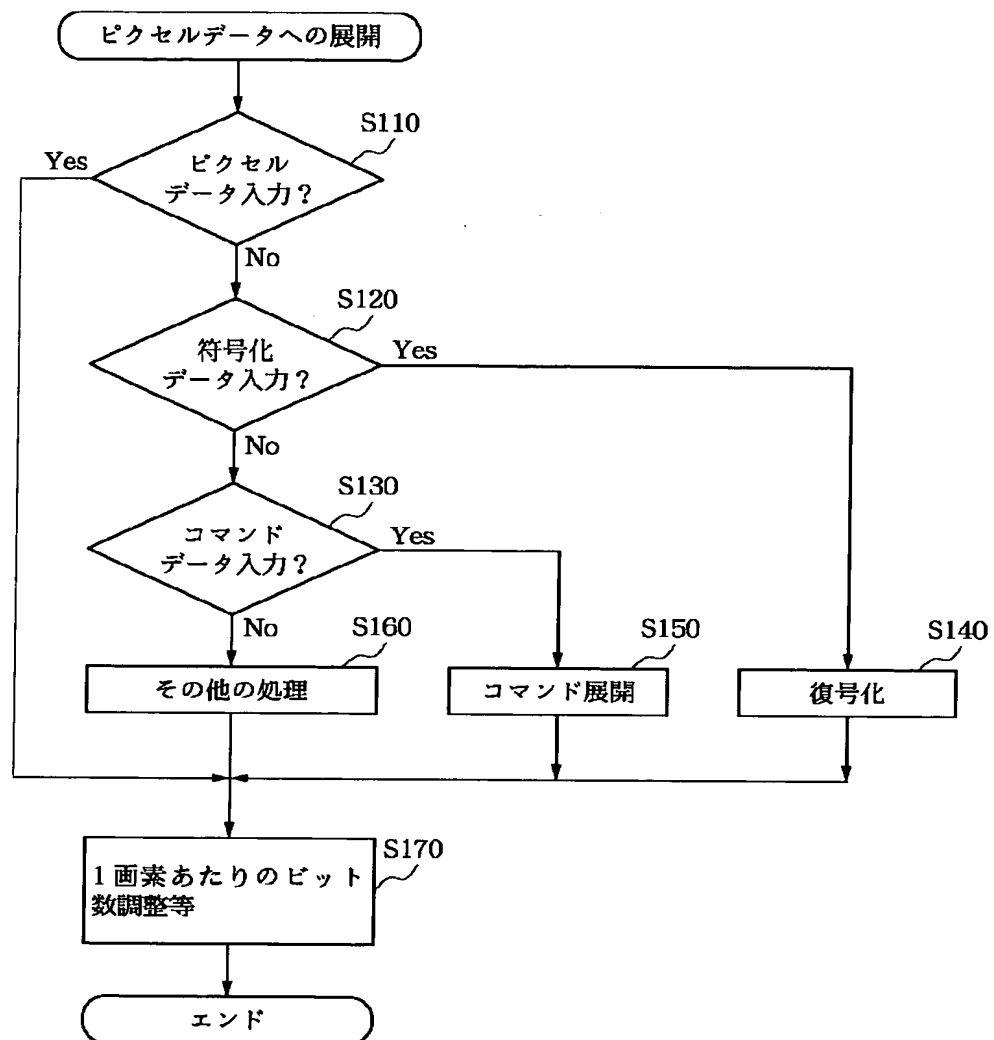 ピクセルデータへの展開
S110
Yes
ピクセル
データ入力？
No
S120
符号化
データ入力？
Yes
No
S130
コマンド
データ入力？
Yes
No
S160
その他の処理
S150
コマンド展開
S140
復号化
S170
1画素あたりのビット
数調整等
エンド